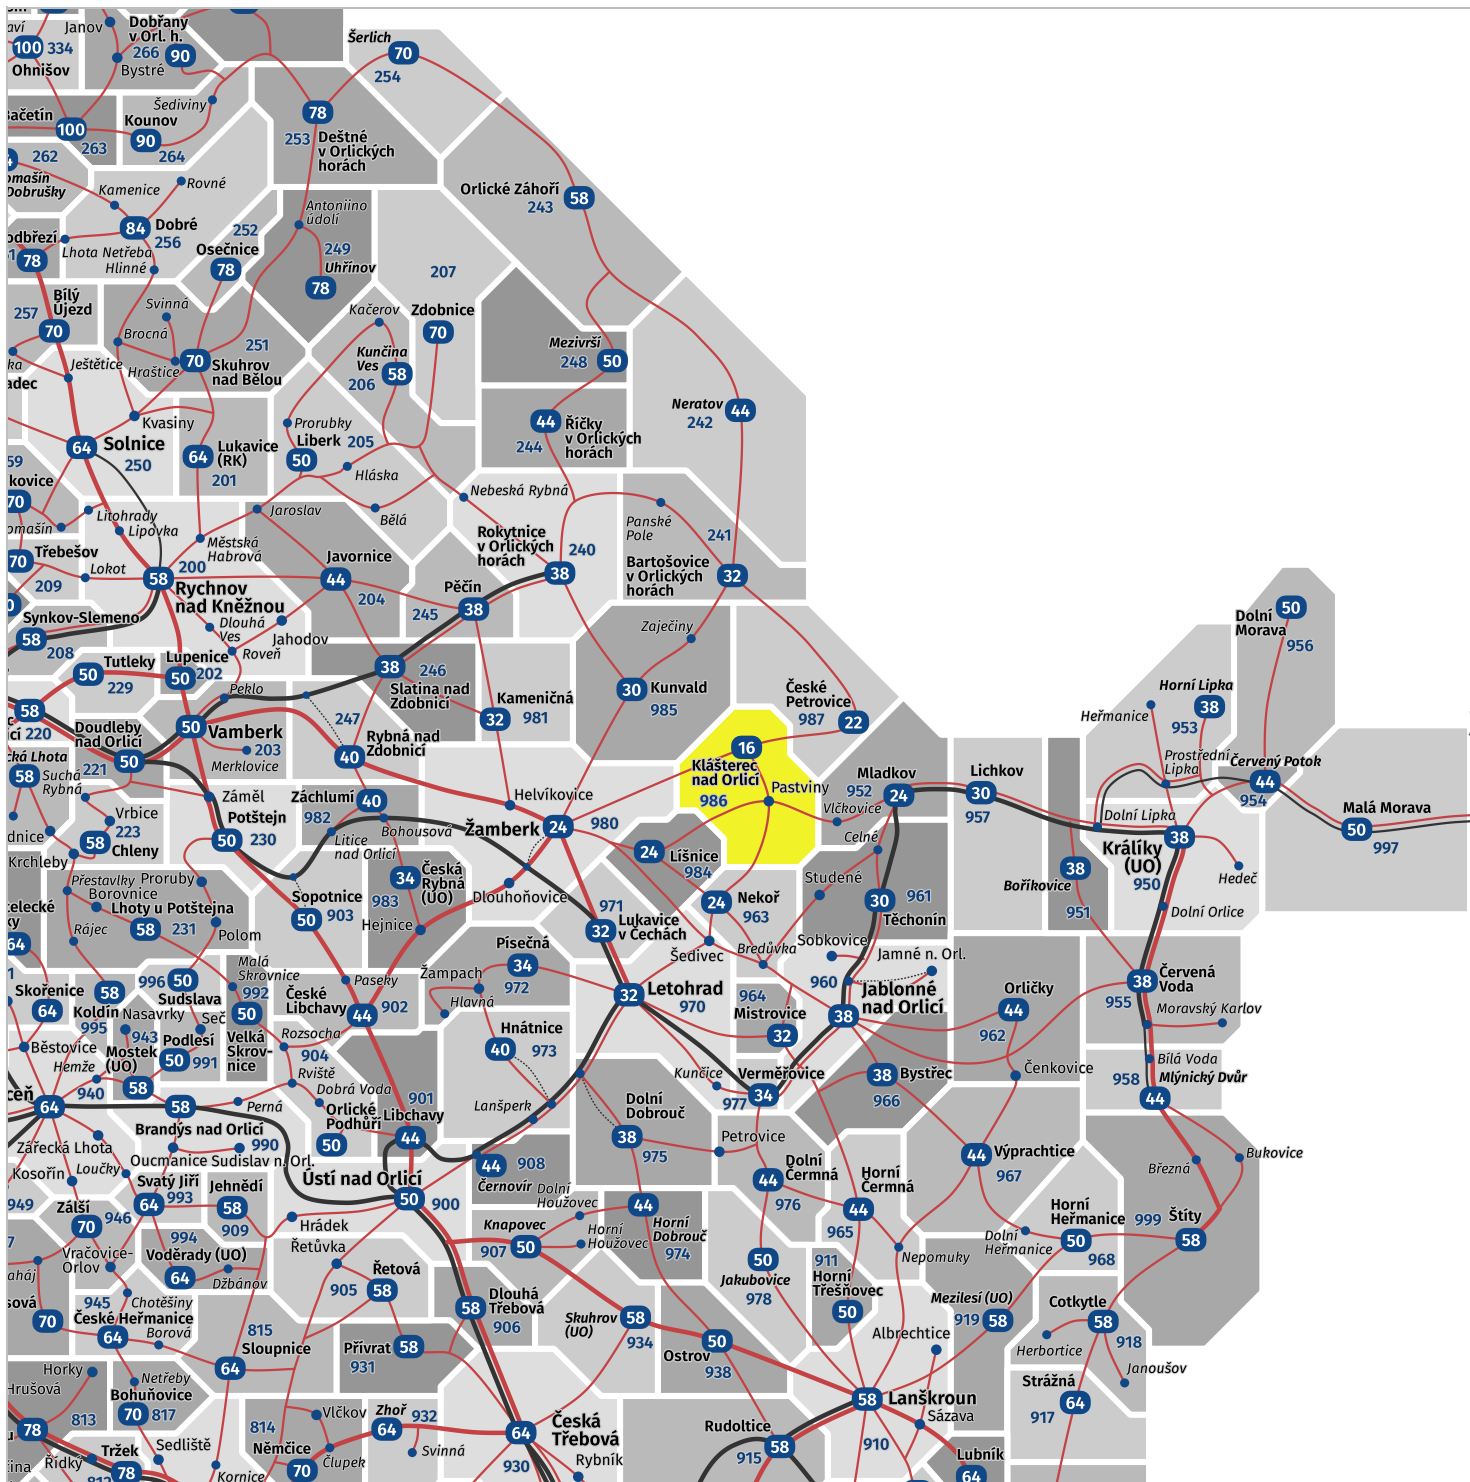 Janov
Dobřany
v Orl. h.
266
90
Bystré
100
334
Ohnišov
Šerlich
70
254
Šediviny
Kounov
100
90
263
264
262
78
253
Deštné
v Orlických
horách
Dobrušky
Kamenice
Rovné
84
Dobré
256
Lhota Netřeba
Hlinné
78
252
Osečnice
78
Antoniino
údolí
249
Uhřínov
78
Orlické Záhoří
58
243
207
257
Bílý
Újezd
70
Svinná
Brocná
251
Hraštice
70
Skuhrov
nad Bělou
Ještětice
Kačerov
Zdobnice
70
Kunčina
Ves
206
58
Mezivrší
248
50
Neratov
44
242
44
Říčky
v Orlických
horách
244
Kvasiny
64
Solnice
250
64
Lukavice
(RK)
201
Prorubky
Liberk
205
50
Hláska
Bělá
Jaroslav
Nebeská Rybná
70
Litohrady
Lipovka
Městská
Habrová
200
Rokytnice
v Orlických
horách
240
38
Panské
Pole
241
Bartošovice
v Orlických
horách
32
70
Třebešov
209
Lokot
58
Rychnov
nad Kněžnou
Javornice
44
204
Pěčín
245
38
Synkov-Slemeno
58
208
Dlouhá
Ves
Jahodov
Roveň
Zaječiny
30
Kunvald
985
České
Petrovice
987
22
Tutleky
50
229
Lupenice
50
202
Peklo
38
246
Slatina nad
Zdobnicí
Kameničná
32
981
58
220
Doudleby
nad Orlicí
50
221
50
Vamberk
203
Merklovice
247
Rybná nad
Zdobnicí
40
16
Klášterec
nad Orlicí
986
Pastviny
58
Suchá
Rybná
Vrbice
223
58
Chleny
Krchleby
Záměl
Potštejn
50
230
Záchlumí
40
982
Litice
nad Orlicí
Bohousová
Helvíkovice
Žamberk
24
980
24
Líšnice
984
Mladkov
952
24
Vlčkovice
Celné
Lichkov
30
957
Dolní
Morava
50
956
Horní Lipka
38
953
Heřmanice
Prostřední
Lipka
Červený Potok
44
954
Dolní Lipka
Malá Morava
50
997
38
Králíky
(UO)
950
Hedeč
Boříkovice
38
951
Dolní Orlice
Přestavlky
Borovnice
Proruby
Lhoty u Potštejna
58
231
Rájec
Polom
Sopotnice
50
903
34
Česká
Rybná
(UO)
983
Hejnice
Dlouhoňovice
971
Lukavice
v Čechách
32
24
Nekoř
963
Šedivec
Bredůvka
Studené
30
961
Těchonín
Sobkovice
Jamné n. Orl.
64
Skořenice
64
58
Koldín
995
996
50
Sudslava
Malá
Skrovnice
992
50
Velká
Skrov-
nice
České
Libchavy
44
902
Paseky
Rozsocha
904
Písečná
34
972
Žampach
Hlavná
32
Letohrad
970
964
Mistrovice
32
960
Jablonné
nad Orlicí
38
Orličky
44
962
Čenkovice
38
Červená
Voda
955
Moravský Karlov
Běstovice
Nasavrky
943
Seč
Mostek
(UO)
Podlesí
50
991
58
Hemže
940
Rviště
Dobrá Voda
901
Hnátnice
40
973
Lanšperk
Kunčice
Verměřovice
977
34
38
Bystřec
966
958
Bílá Voda
Mlýnický Dvůr
44
64
58
Perná
Brandýs nad Orlicí
990
Oucmanice
Sudislav n. Orl.
Zářecká Lhota
Kosořín
Loučky
Orlické
Podhůří
50
Libchavy
44
Ústí nad Orlicí
50
900
44
908
Černovír
Dolní
Dobrouč
38
975
Petrovice
Dolní
Čermná
44
976
Horní
Čermná
44
965
44
Výprachtice
967
Březná
Bukovice
949
Zálší
70
946
Svatý Jiří
64
993
994
Jehnědí
58
909
Hrádek
Vračovice-
Orlov
Voděrady (UO)
64
Džbánov
Řetůvka
Knapovec
907
50
Dolní
Houžovec
Horní
Houžovec
44
Horní
Dobrouč
974
50
Jakubovice
978
911
Horní
Třešňovec
50
Nepomuky
Dolní
Heřmanice
Horní
Heřmanice
50
968
999
Štíty
58
945
Chotěšiny
České Heřmanice
64
Borová
70
815
Sloupnice
64
905
Řetová
58
Přívrat
931
58
58
Dlouhá
Třebová
906
Skuhrov
(UO)
58
934
50
Ostrov
938
Mezilesí (UO)
919
58
Albrechtice
Cotkytle
58
918
Herbortice
Janoušov
Horky
Hrušová
813
78
Řídký
Netřeby
Bohuňovice
70
817
Tržek
78
Sedliště
Kornice
814
Němčice
70
Vlčkov
Člupek
Zhoř
64
932
Svinná
64
Česká
Třebová
930
Rybník
Rudoltice
58
915
58
Lanškroun
910
Sázava
Lubník
64
Strážná
64
917